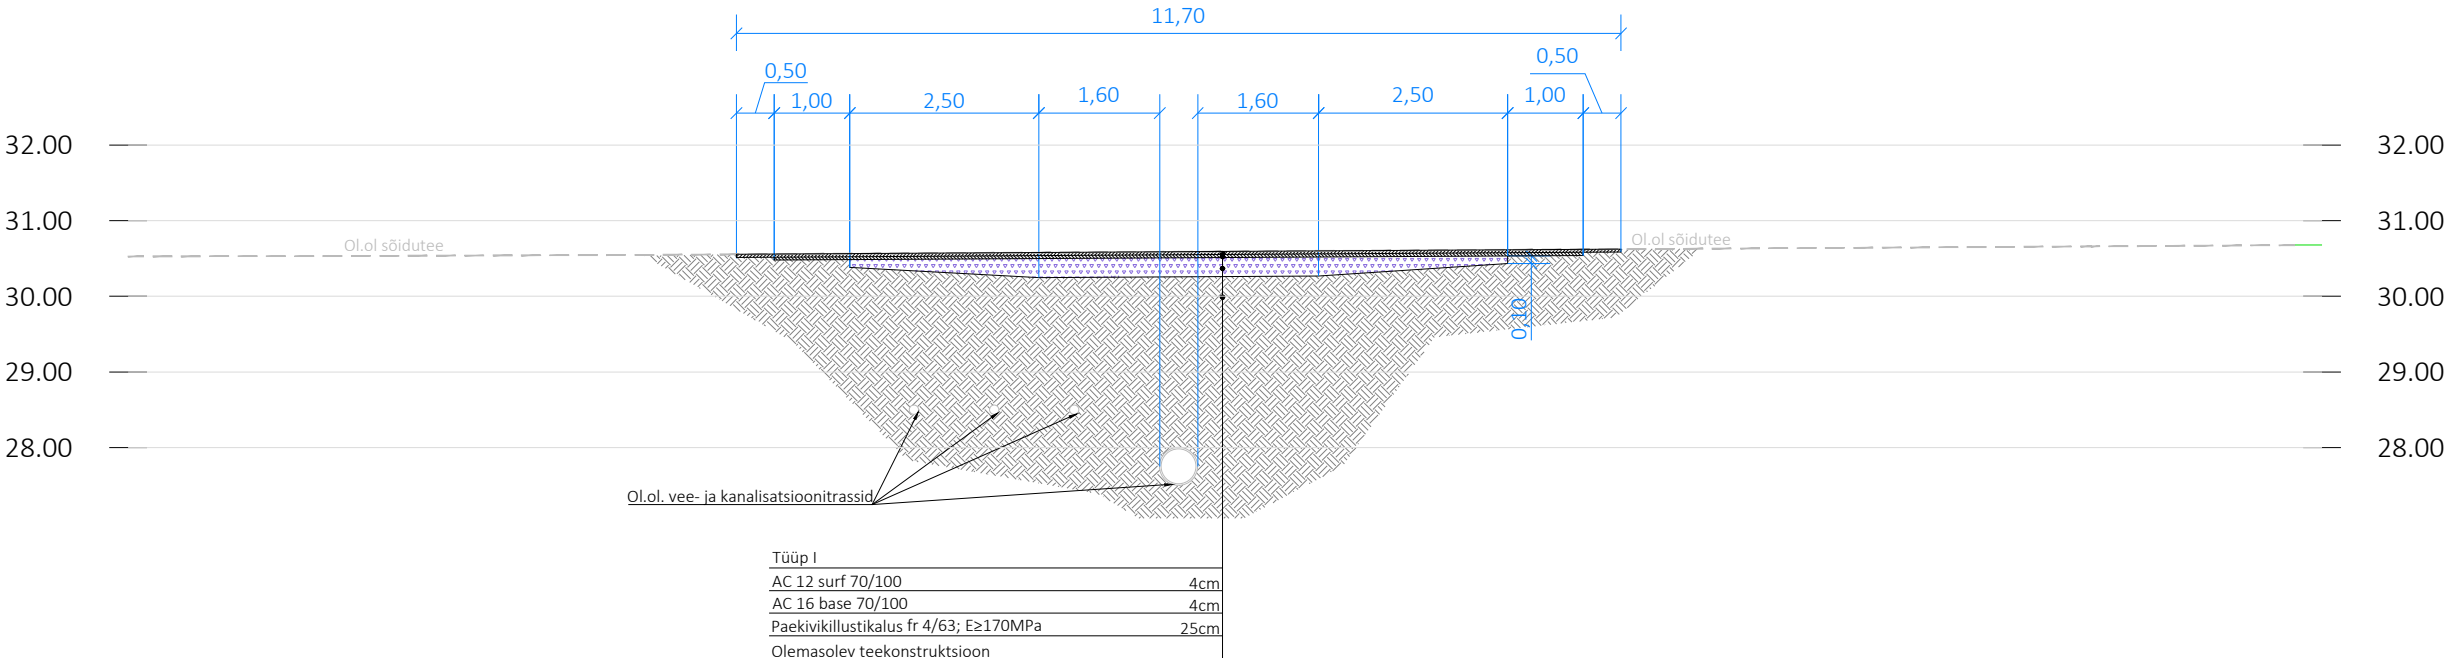 11,70
0,50
0,50
1,00
2,50
1,60
1,60
2,50
1,00
32.00
32.00
31.00
31.00
Ol.ol sõidutee
Ol.ol sõidutee
30.00
30.00
0,10
29.00
29.00
28.00
28.00
Ol.ol. vee- ja kanalisatsioonitrassid
Tüüp I
AC 12 surf 70/100 4cm
AC 16 base 70/100 4cm
Paekivikillustikalus fr 4/63; E≥170MPa 25cm
Olemasolev teekonstruktsioon